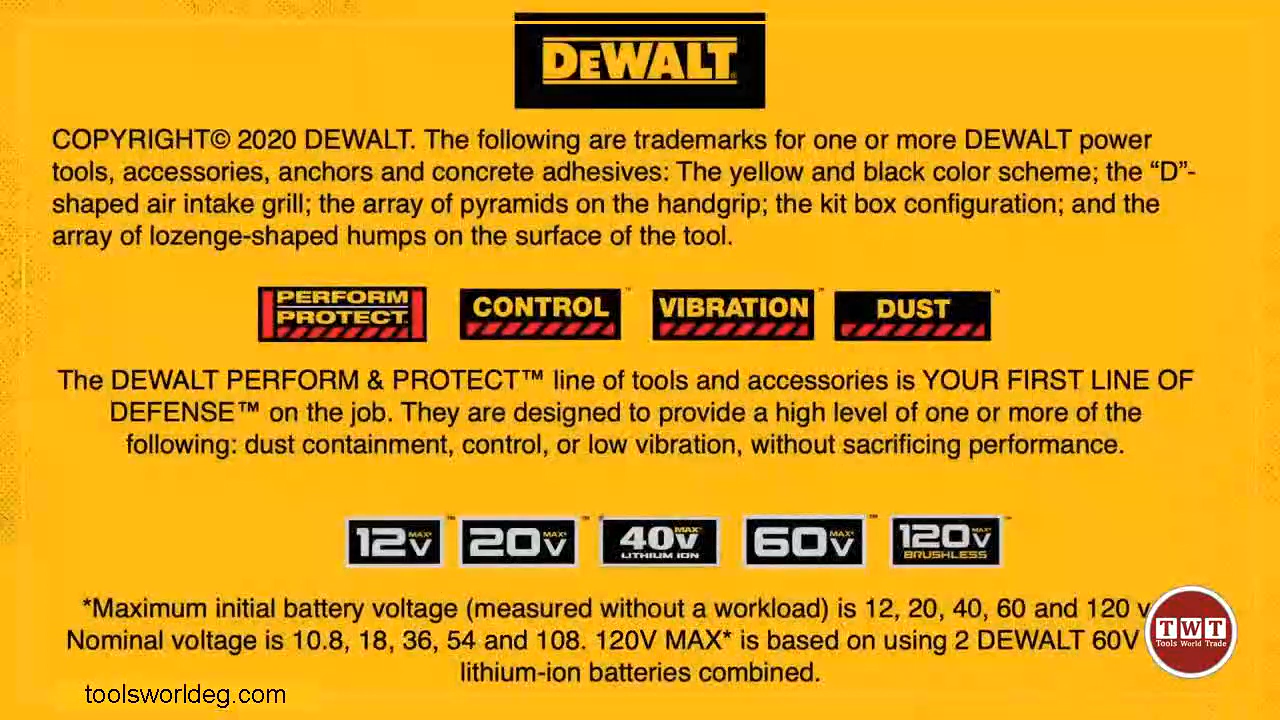 DEWALT
COPYRIGHT© 2020 DEWALT. The following are trademarks for one or more DEWALT power
tools, accessories, anchors and concrete adhesives: The yellow and black color scheme; the “D”-
shaped air intake grill; the array of pyramids on the handgrip; the kit box configuration; and the
array of lozenge-shaped humps on the surface of the tool.
PERFORM
PROTECT
CONTROL™ VIBRATION™ DUST™
The DEWALT PERFORM & PROTECT™ line of tools and accessories is YOUR FIRST LINE OF
DEFENSE™ on the job. They are designed to provide a high level of one or more of the
following: dust containment, control, or low vibration, without sacrificing performance.
12V MAX*™ 20V MAX*™ 40V MAX* LITHIUM ION 60V MAX*™ 120V MAX* BRUSHLESS™
*Maximum initial battery voltage (measured without a workload) is 12, 20, 40, 60 and 120 v
Nominal voltage is 10.8, 18, 36, 54 and 108. 120V MAX* is based on using 2 DEWALT 60V
lithium-ion batteries combined.
TWT
Tools World Trade
toolsworldeg.com